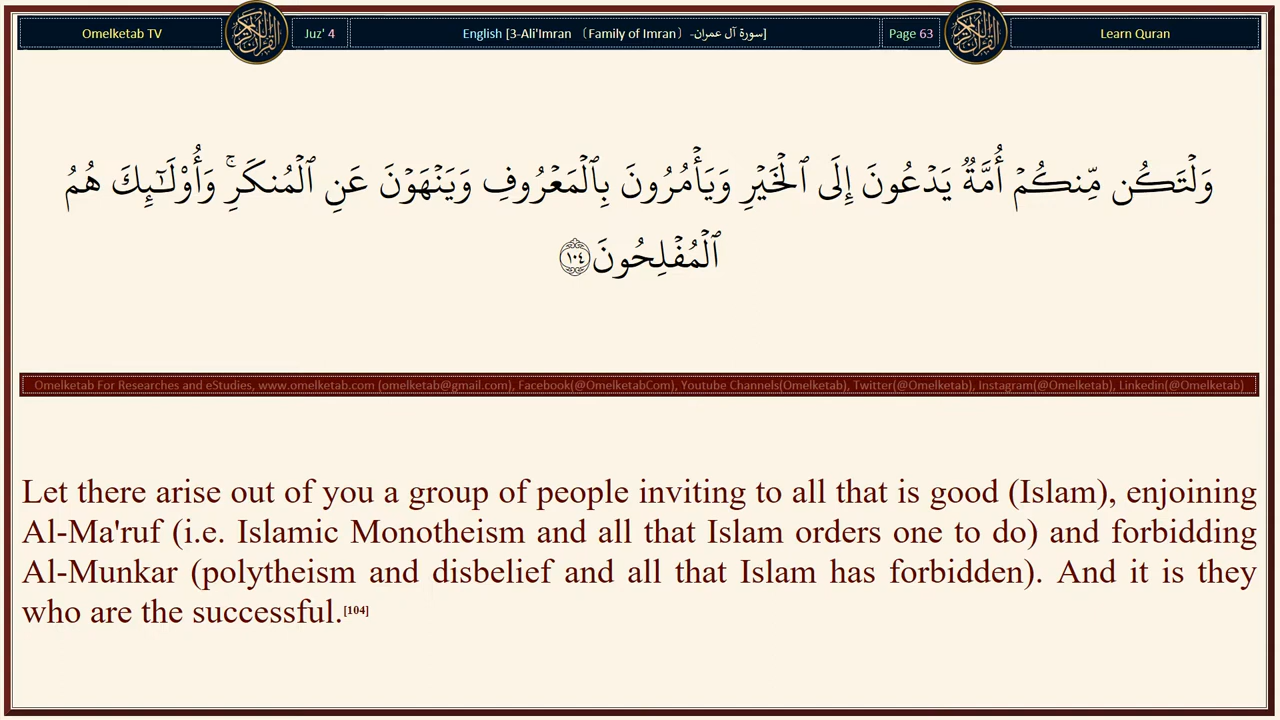 Omelketab TV
Juz' 4
English [3-Ali'Imran （Family of Imran）-سورة آل عمران]
Page 63
Learn Quran
وَلْتَكُن مِّنكُمْ أُمَّةٌ يَدْعُونَ إِلَى ٱلْخَيْرِ وَيَأْمُرُونَ بِٱلْمَعْرُوفِ وَيَنْهَوْنَ عَنِ ٱلْمُنكَرِ ۚ وَأُو۟لَـٰٓئِكَ هُمُ
ٱلْمُفْلِحُونَ ١٠٤
Omelketab For Researches and eStudies, www.omelketab.com (omelketab@gmail.com), Facebook(@OmelketabCom), Youtube Channels(Omelketab), Twitter(@Omelketab), Instagram(@Omelketab), Linkedin(@Omelketab)
Let there arise out of you a group of people inviting to all that is good (Islam), enjoining
Al-Ma'ruf (i.e. Islamic Monotheism and all that Islam orders one to do) and forbidding
Al-Munkar (polytheism and disbelief and all that Islam has forbidden). And it is they
who are the successful.[104]